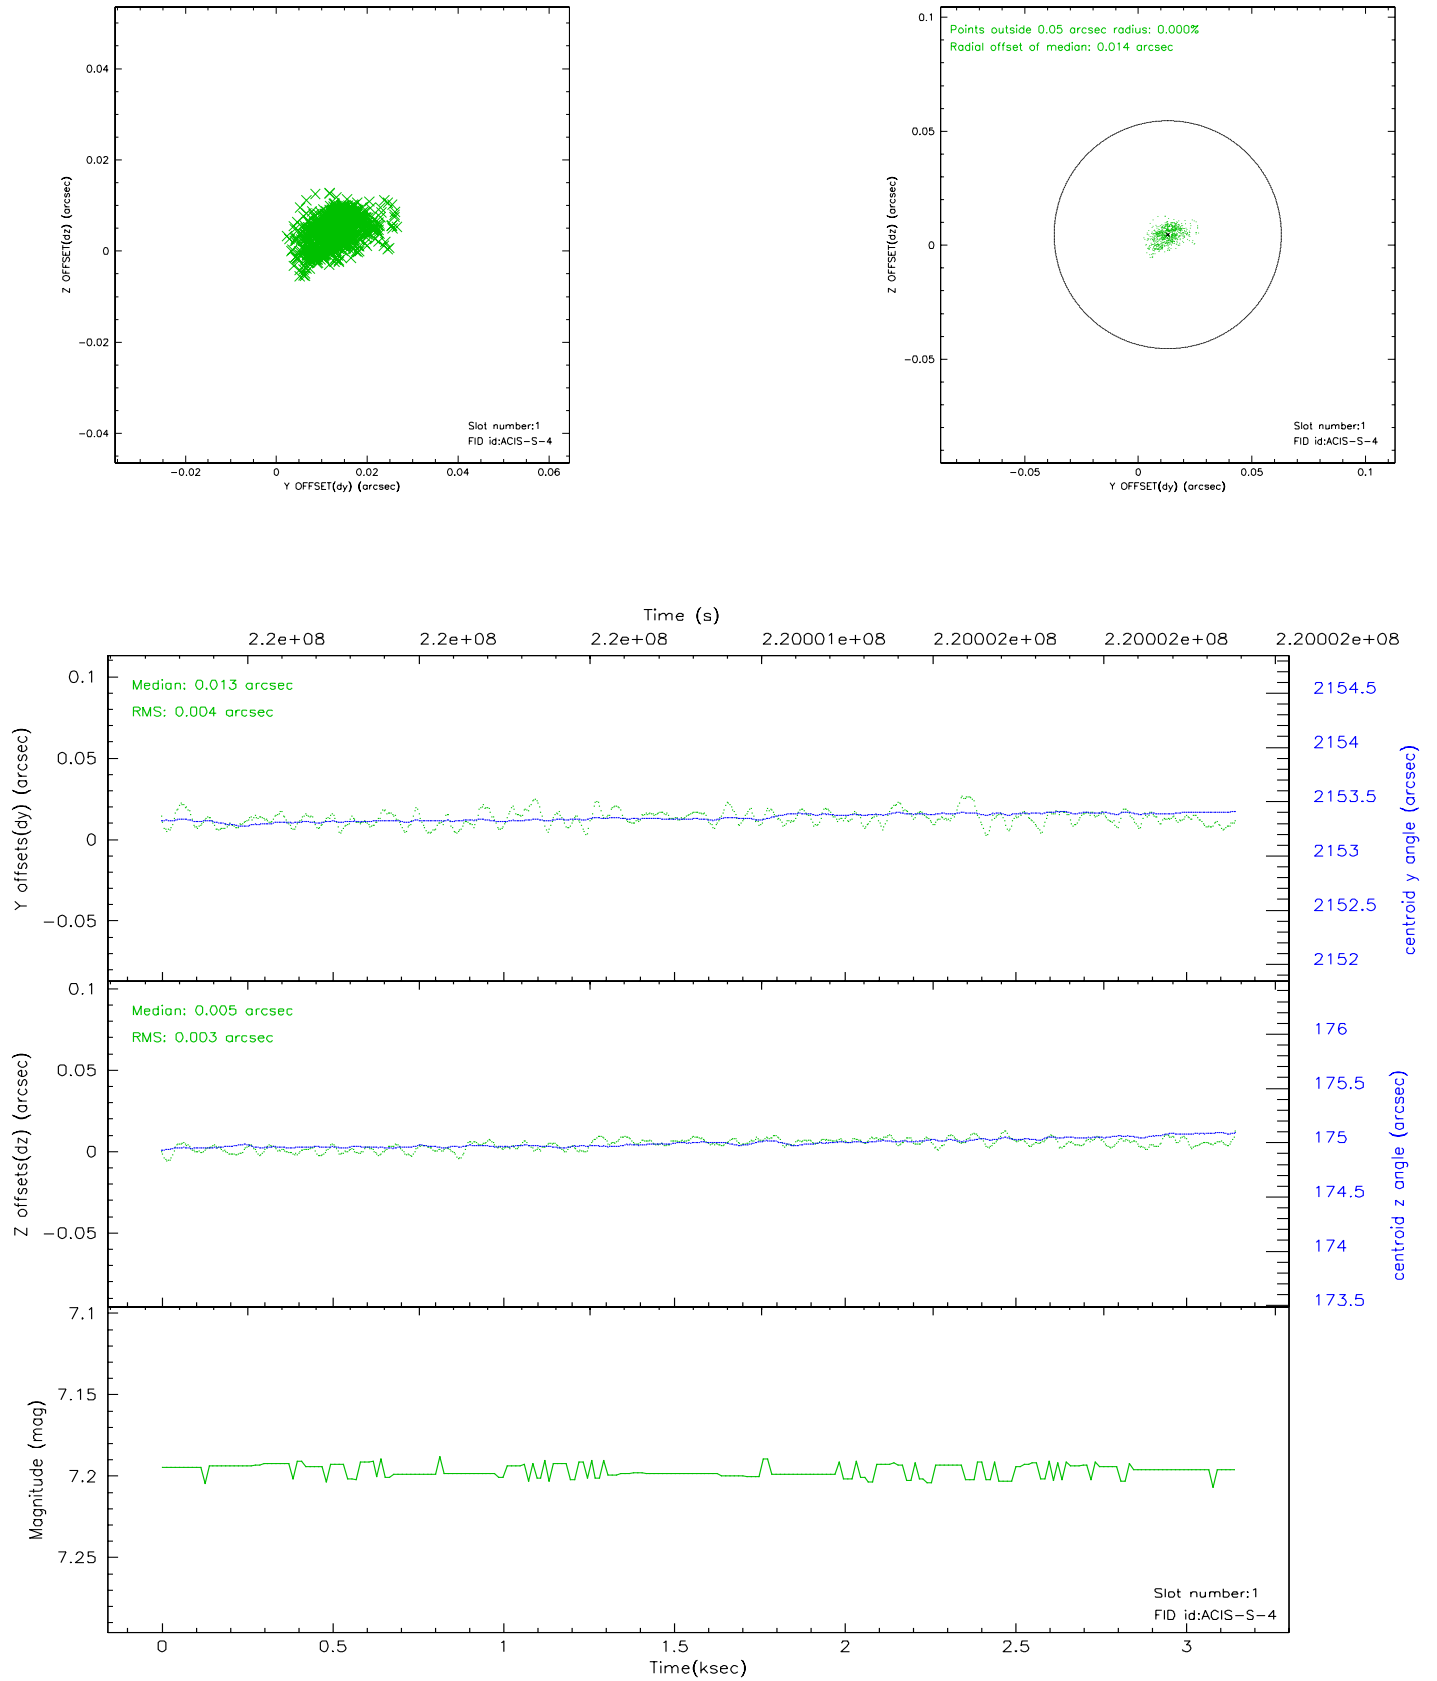 0.04
0.02
0
−0.02
−0.04
Z OFFSET(dz) (arcsec)
Slot number:1
FID id:ACIS−S−4
−0.02 0 0.02 0.04 0.06
Y OFFSET(dy) (arcsec)
0.1
0.05
0
−0.05
Z OFFSET(dz) (arcsec)
Points outside 0.05 arcsec radius: 0.000%
Radial offset of median: 0.014 arcsec
Slot number:1
FID id:ACIS−S−4
−0.05 0 0.05 0.1
Y OFFSET(dy) (arcsec)
Time (s)
2.2e+08 2.2e+08 2.2e+08 2.20001e+08 2.20002e+08 2.20002e+08 2.20002e+08
0.1
0.05
0
−0.05
Y offsets(dy) (arcsec)
Median: 0.013 arcsec
RMS: 0.004 arcsec
2154.5
2154
2153.5
2153
2152.5
2152
centroid y angle (arcsec)
0.1
0.05
0
−0.05
Z offsets(dz) (arcsec)
Median: 0.005 arcsec
RMS: 0.003 arcsec
176
175.5
175
174.5
174
173.5
centroid z angle (arcsec)
7.1
7.15
7.2
7.25
Magnitude (mag)
Slot number:1
FID id:ACIS−S−4
0 0.5 1 1.5 2 2.5 3
Time(ksec)